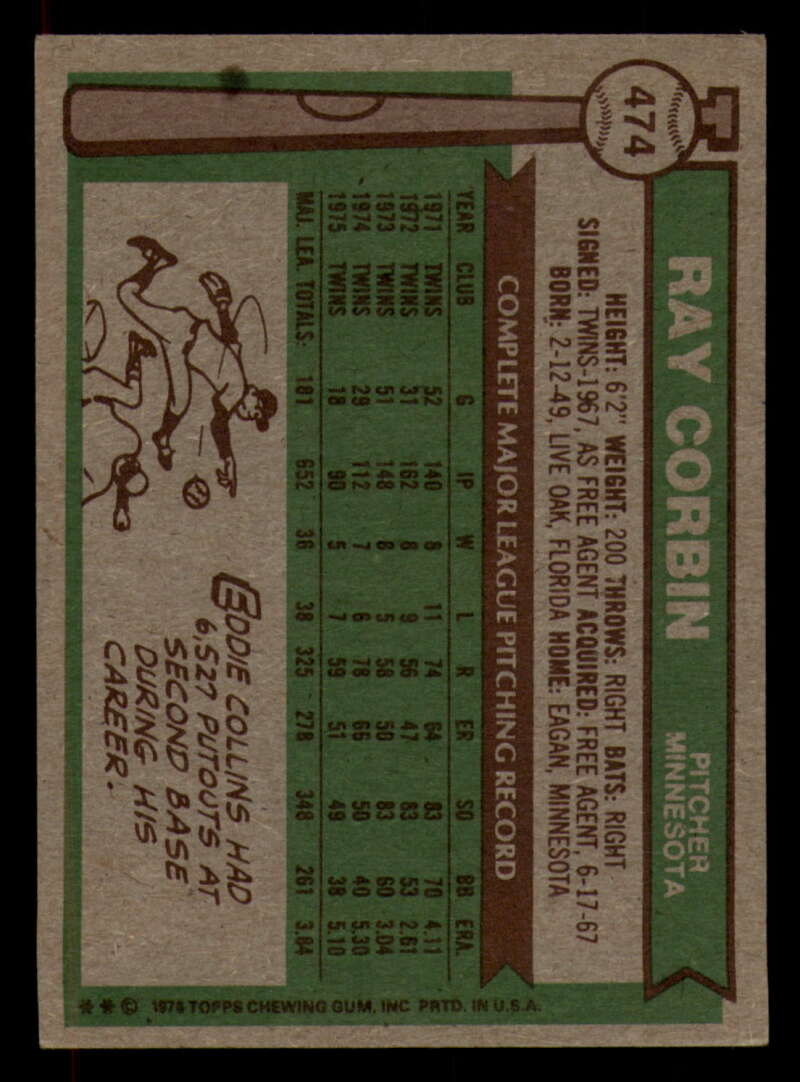 474
RAY CORBIN
PITCHER
MINNESOTA
HEIGHT: 6'2" WEIGHT: 200 THROWS: RIGHT BATS: RIGHT
SIGNED: TWINS-1967, AS FREE AGENT ACQUIRED: FREE AGENT, 6-17-67
BORN: 2-12-49, LIVE OAK, FLORIDA HOME: EAGAN, MINNESOTA
COMPLETE MAJOR LEAGUE PITCHING RECORD
YEAR CLUB G IP W L R ER SO BB ERA.
1971 TWINS 52 140 8 11 74 64 83 70 4.11
1972 TWINS 31 162 8 9 56 47 83 53 2.61
1973 TWINS 51 148 8 5 58 50 83 60 3.04
1974 TWINS 29 112 7 6 78 66 50 40 5.30
1975 TWINS 18 90 5 7 59 51 49 38 5.10
MAJ. LEA. TOTALS: 181 652 36 38 325 278 348 261 3.84
EDDIE COLLINS HAD
6,527 PUTOUTS AT
SECOND BASE
DURING HIS
CAREER.
** © 1976 TOPPS CHEWING GUM, INC. PRTD. IN U.S.A.